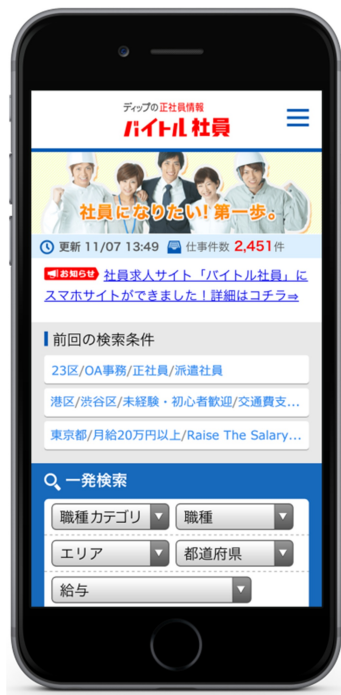 ディップの正社員情報
バイトル社員
社員になりたい!第一歩。
更新 11/07 13:49 仕事件数 2,451件
お知らせ 社員求人サイト「バイトル社員」に
スマホサイトができました!詳細はコチラ⇒
前回の検索条件
23区/OA事務/正社員/派遣社員
港区/渋谷区/未経験・初心者歓迎/交通費支...
東京都/月給20万円以上/Raise The Salary...
一発検索
職種カテゴリ 職種
エリア 都道府県
給与